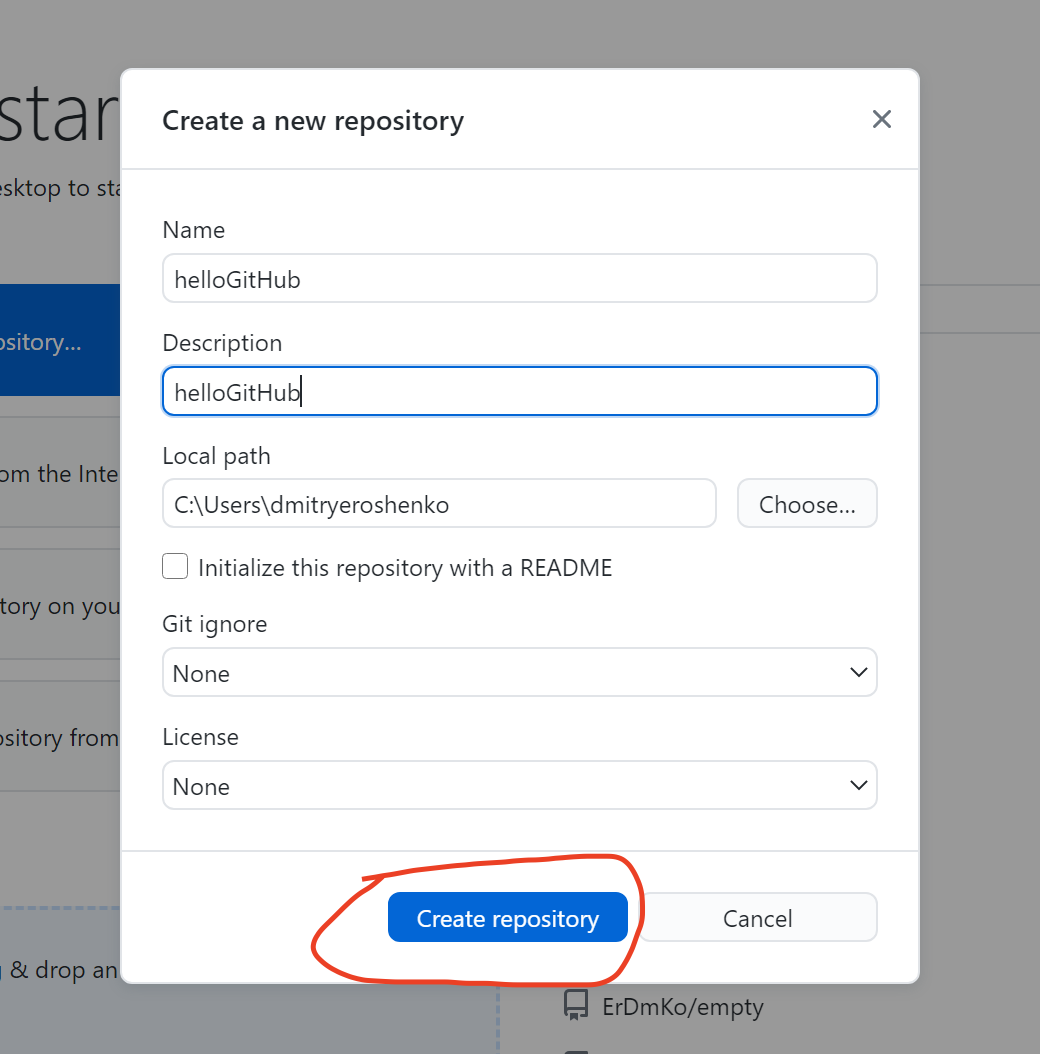 star
Create a new repository
esktop to sta
Name
helloGitHub
Description
ository...
helloGitHub
Local path
om the Inte
C:\Users\dmitryeroshenko
Choose...
Initialize this repository with a README
tory on you
Git ignore
None
ository from
License
None
Create repository
Cancel
& drop an
ErDmKo/empty